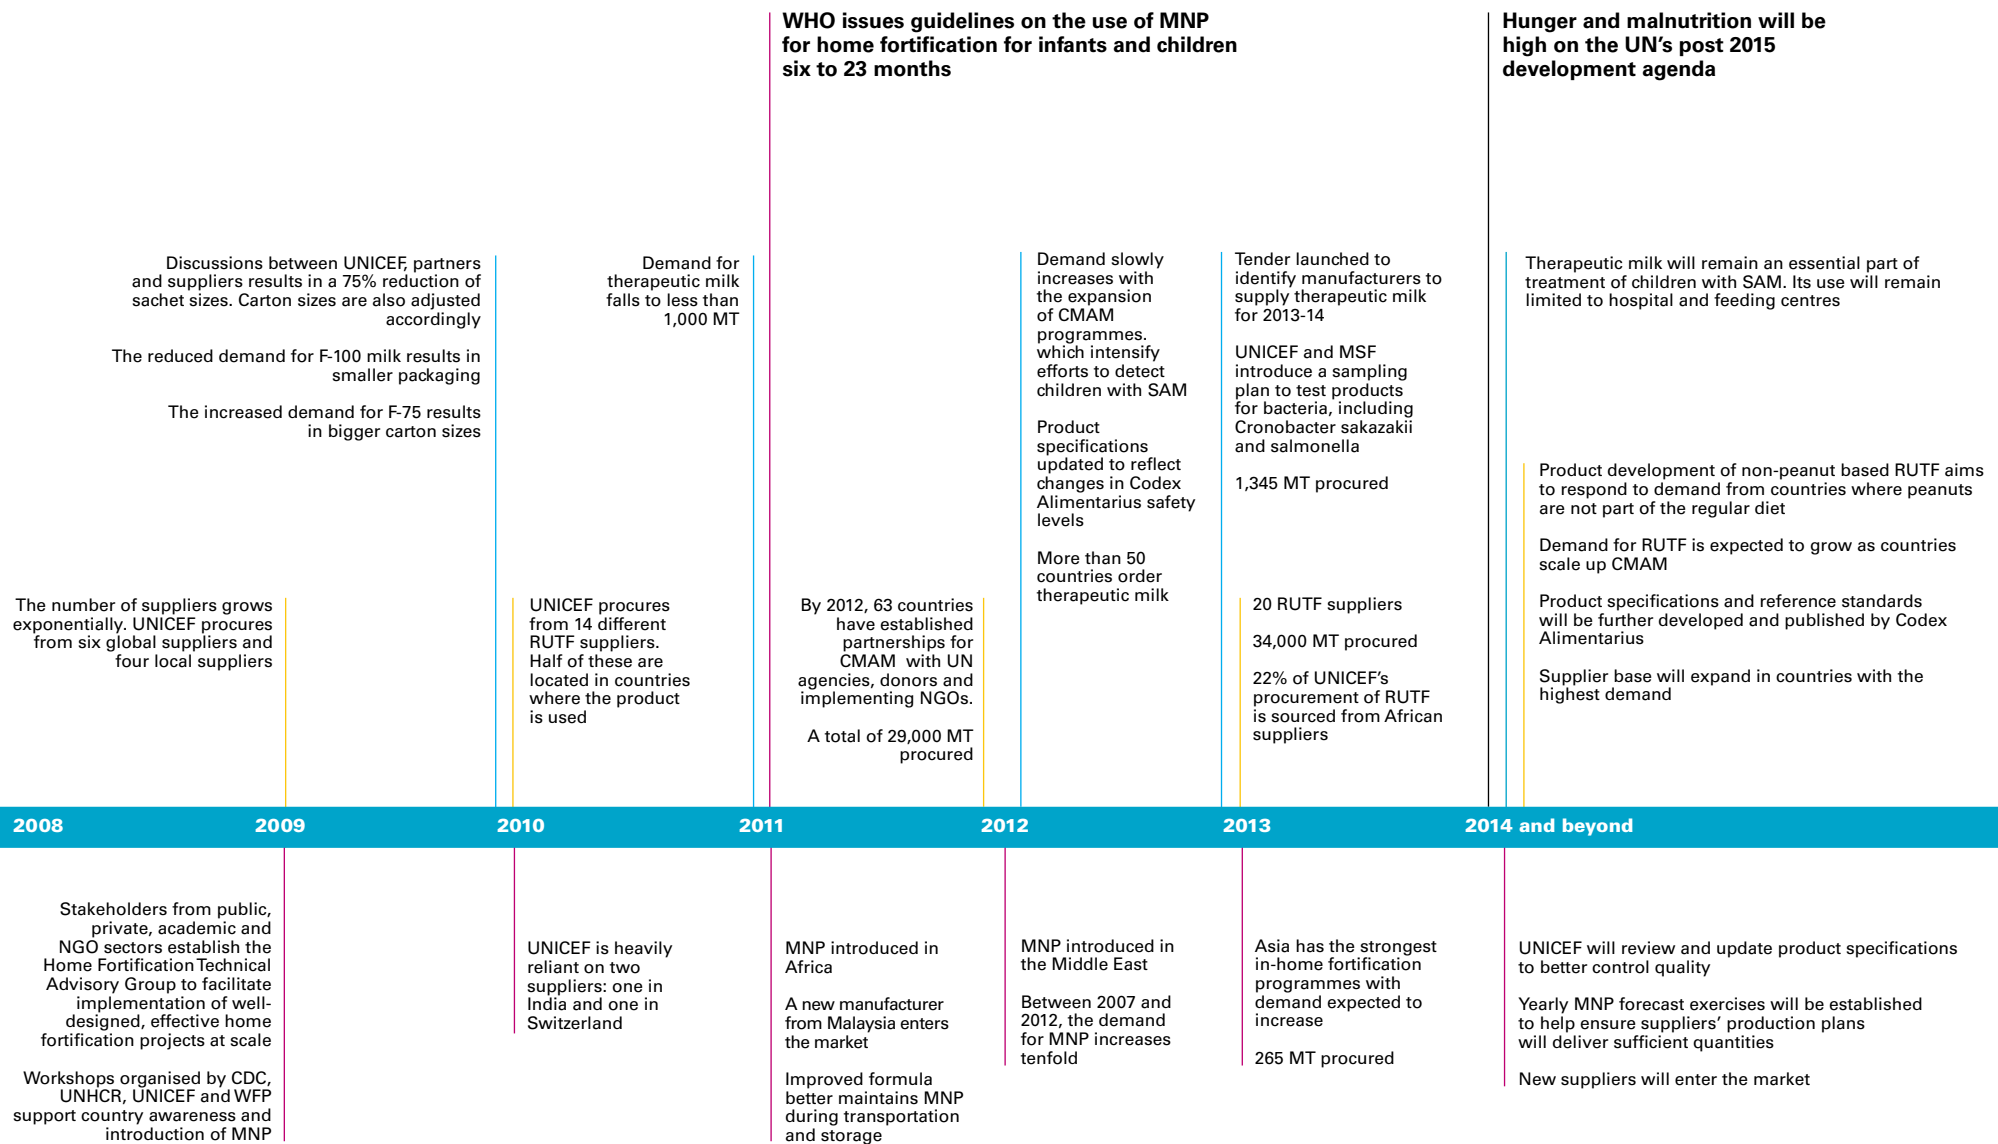 WHO issues guidelines on the use of MNP
for home fortification for infants and children
six to 23 months
Hunger and malnutrition will be
high on the UN’s post 2015
development agenda
Discussions between UNICEF, partners
and suppliers results in a 75% reduction of
sachet sizes. Carton sizes are also adjusted
accordingly
The reduced demand for F-100 milk results in
smaller packaging
The increased demand for F-75 results
in bigger carton sizes
Demand for
therapeutic milk
falls to less than
1,000 MT
Demand slowly
increases with
the expansion
of CMAM
programmes.
which intensify
efforts to detect
children with SAM
Product
specifications
updated to reflect
changes in Codex
Alimentarius safety
levels
More than 50
countries order
therapeutic milk
Tender launched to
identify manufacturers to
supply therapeutic milk
for 2013-14
UNICEF and MSF
introduce a sampling
plan to test products
for bacteria, including
Cronobacter sakazakii
and salmonella
1,345 MT procured
Therapeutic milk will remain an essential part of
treatment of children with SAM. Its use will remain
limited to hospital and feeding centres
The number of suppliers grows
exponentially. UNICEF procures
from six global suppliers and
four local suppliers
UNICEF procures
from 14 different
RUTF suppliers.
Half of these are
located in countries
where the product
is used
By 2012, 63 countries
have established
partnerships for
CMAM with UN
agencies, donors and
implementing NGOs.
A total of 29,000 MT
procured
20 RUTF suppliers
34,000 MT procured
22% of UNICEF’s
procurement of RUTF
is sourced from African
suppliers
Product development of non-peanut based RUTF aims
to respond to demand from countries where peanuts
are not part of the regular diet
Demand for RUTF is expected to grow as countries
scale up CMAM
Product specifications and reference standards
will be further developed and published by Codex
Alimentarius
Supplier base will expand in countries with the
highest demand
2008
2009
2010
2011
2012
2013
2014 and beyond
Stakeholders from public,
private, academic and
NGO sectors establish the
Home Fortification Technical
Advisory Group to facilitate
implementation of well-
designed, effective home
fortification projects at scale
Workshops organised by CDC,
UNHCR, UNICEF and WFP
support country awareness and
introduction of MNP
UNICEF is heavily
reliant on two
suppliers: one in
India and one in
Switzerland
MNP introduced in
Africa
A new manufacturer
from Malaysia enters
the market
Improved formula
better maintains MNP
during transportation
and storage
MNP introduced in
the Middle East
Between 2007 and
2012, the demand
for MNP increases
tenfold
Asia has the strongest
in-home fortification
programmes with
demand expected to
increase
265 MT procured
UNICEF will review and update product specifications
to better control quality
Yearly MNP forecast exercises will be established
to help ensure suppliers’ production plans
will deliver sufficient quantities
New suppliers will enter the market